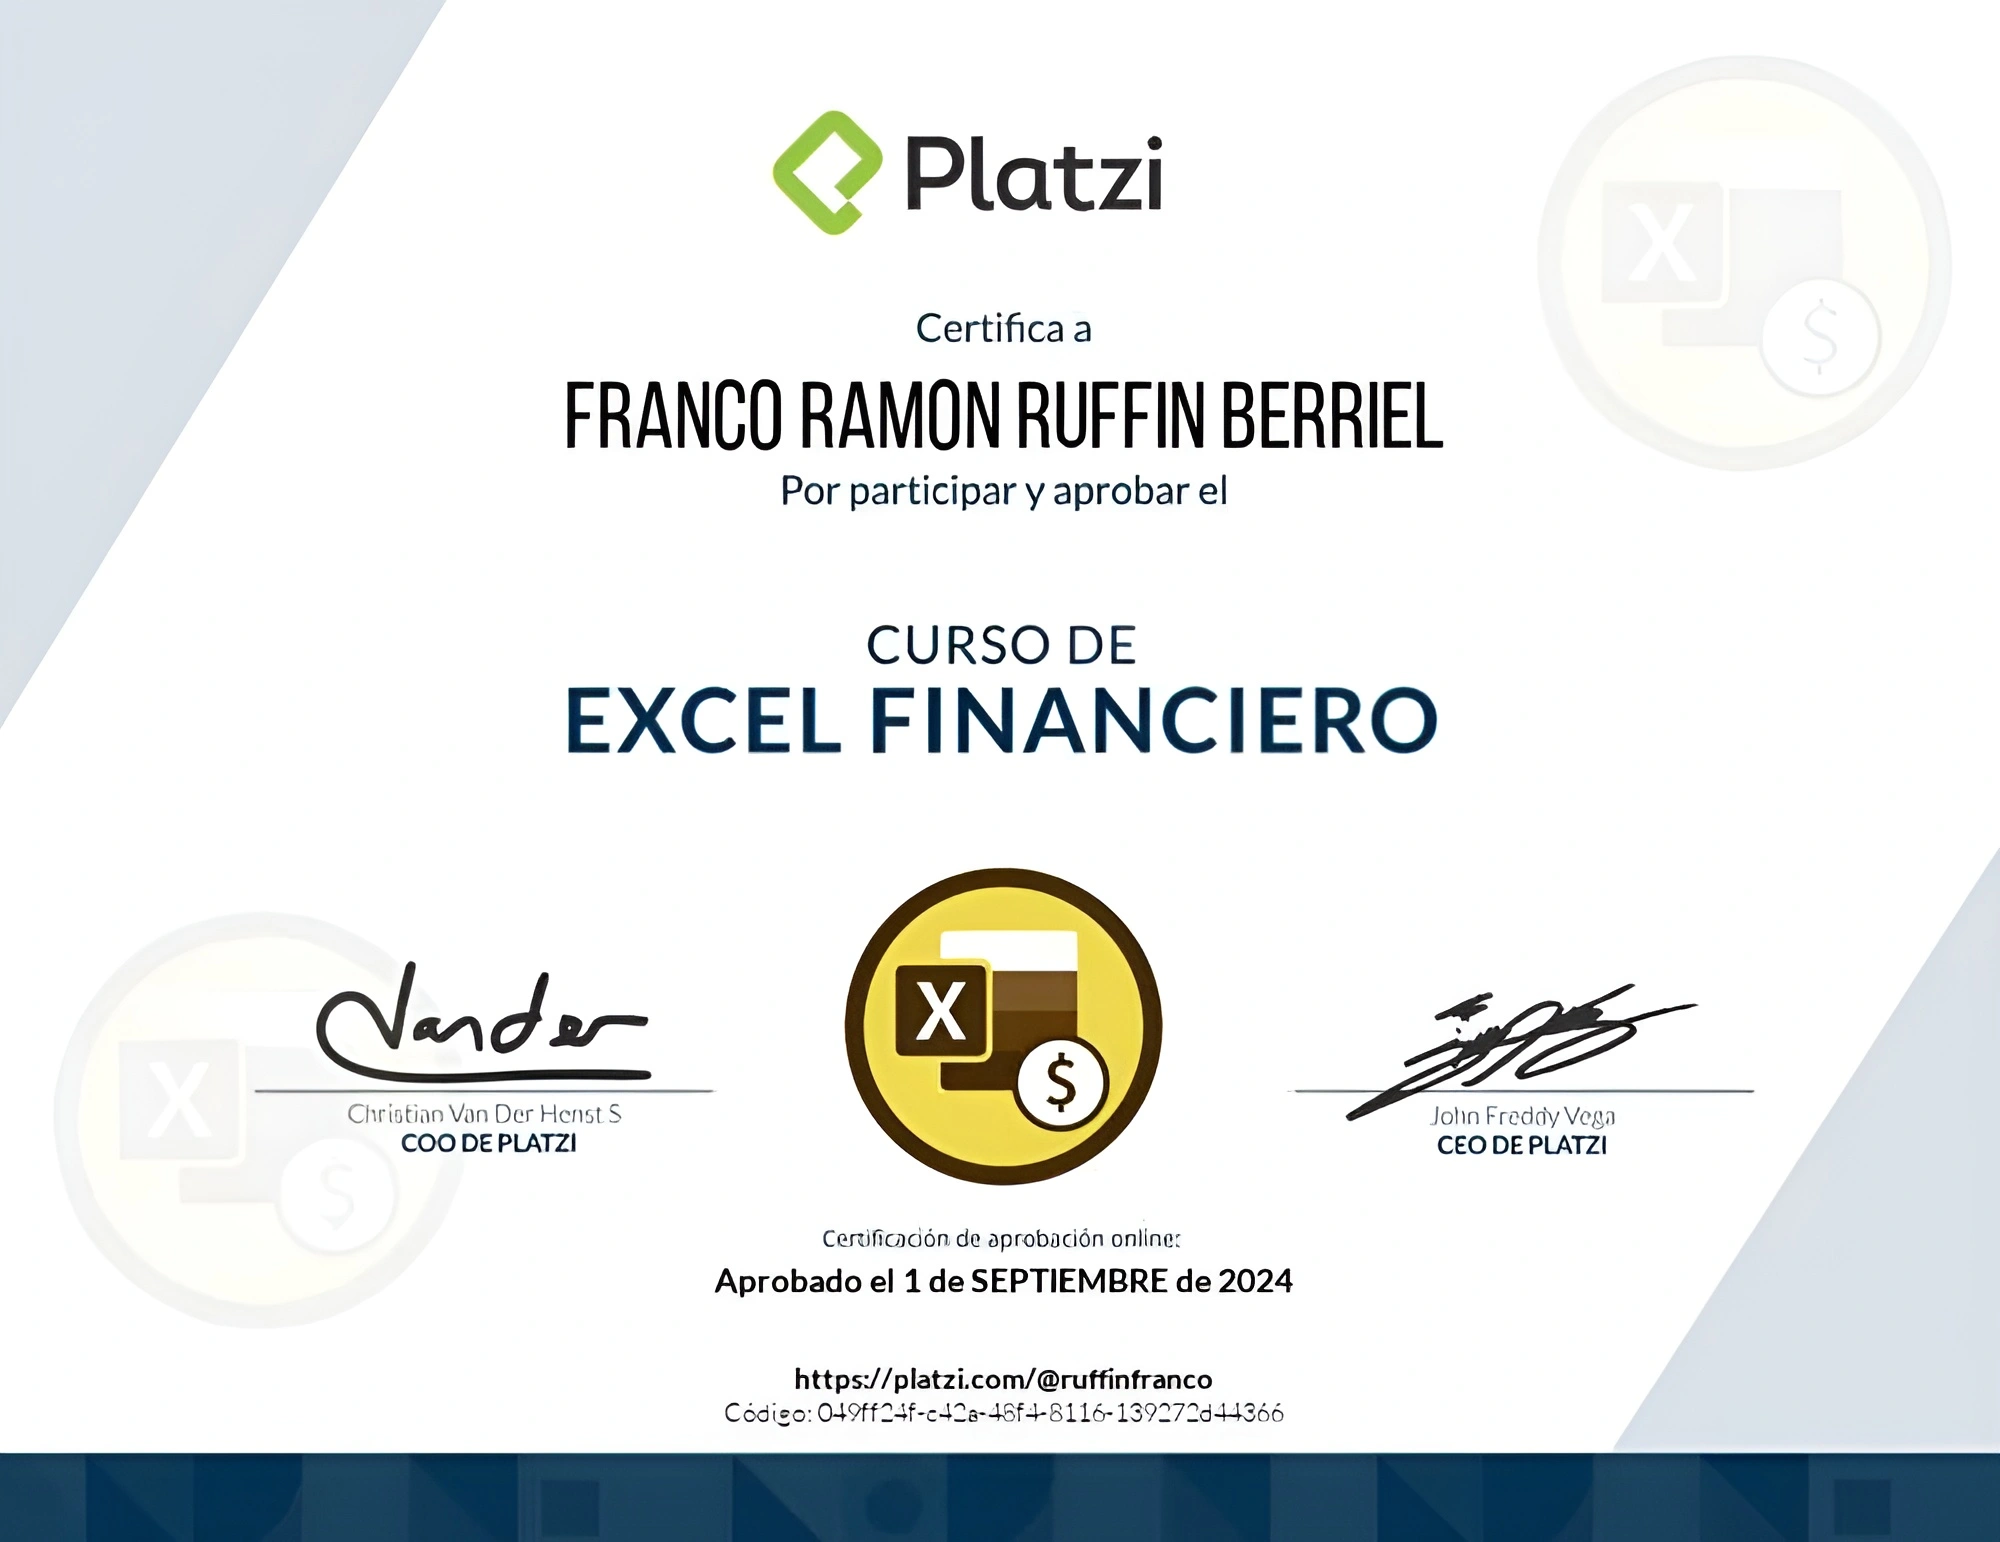 Platzi
Certifica a
FRANCO RAMON RUFFIN BERRIEL
Por participar y aprobar el
CURSO DE
EXCEL FINANCIERO
X
$
X
$
X
$
Vander
Christian Van Der Henst S
COO DE PLATZI
John Freddy Vega
CEO DE PLATZI
Certificación de aprobación online:
Aprobado el 1 de SEPTIEMBRE de 2024
https://platzi.com/@ruffinfranco
Código: 049ff24f-c42a-48f4-8116-139272d44366